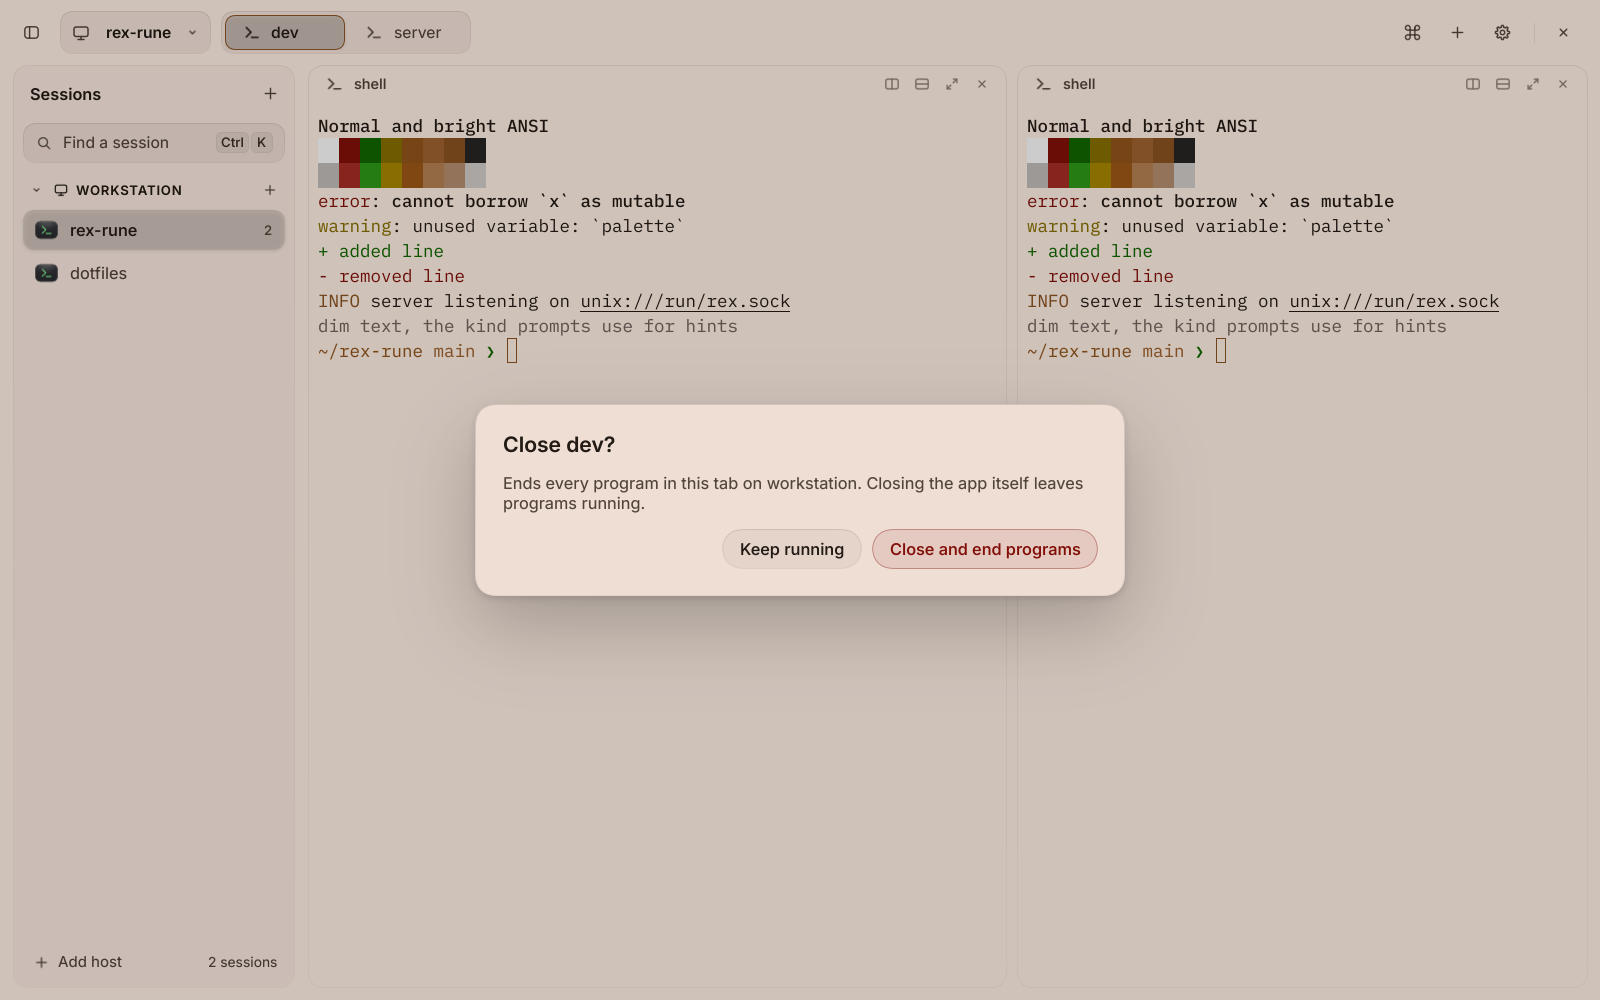 rex-rune
dev
server
Sessions
Find a session Ctrl K
WORKSTATION
rex-rune 2
dotfiles
Add host 2 sessions
shell
Normal and bright ANSI
error: cannot borrow `x` as mutable
warning: unused variable: `palette`
+ added line
- removed line
INFO server listening on unix:///run/rex.sock
dim text, the kind prompts use for hints
~/rex-rune main ❯
shell
Normal and bright ANSI
error: cannot borrow `x` as mutable
warning: unused variable: `palette`
+ added line
- removed line
INFO server listening on unix:///run/rex.sock
dim text, the kind prompts use for hints
~/rex-rune main ❯
Close dev?
Ends every program in this tab on workstation. Closing the app itself leaves
programs running.
Keep running
Close and end programs